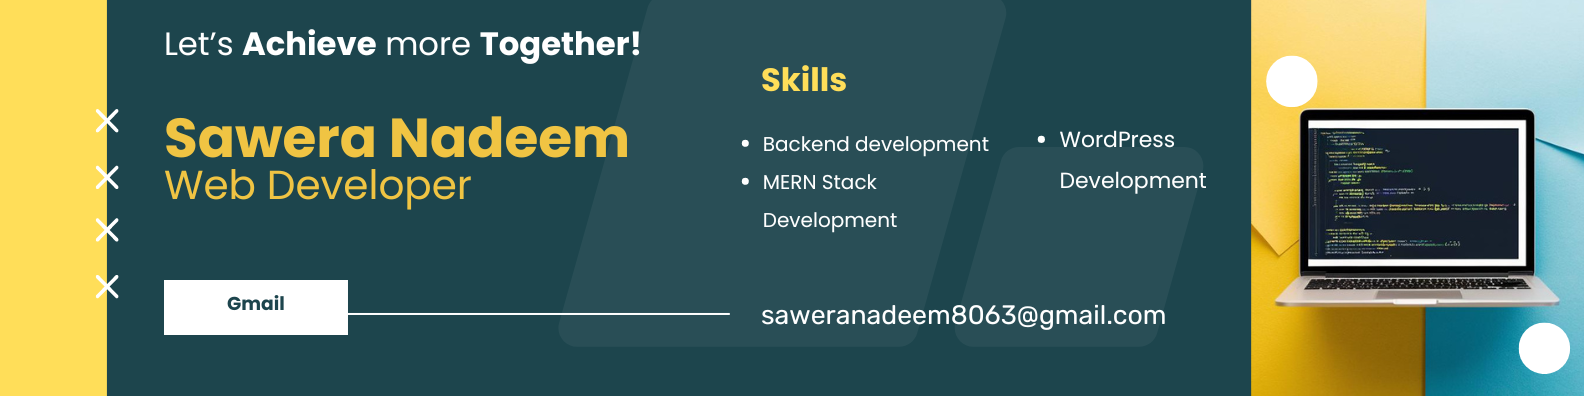 Let’s Achieve more Together!
Sawera Nadeem
Web Developer
Skills
• Backend development
• MERN Stack
Development
• WordPress
Development
Gmail
saweranadeem8063@gmail.com